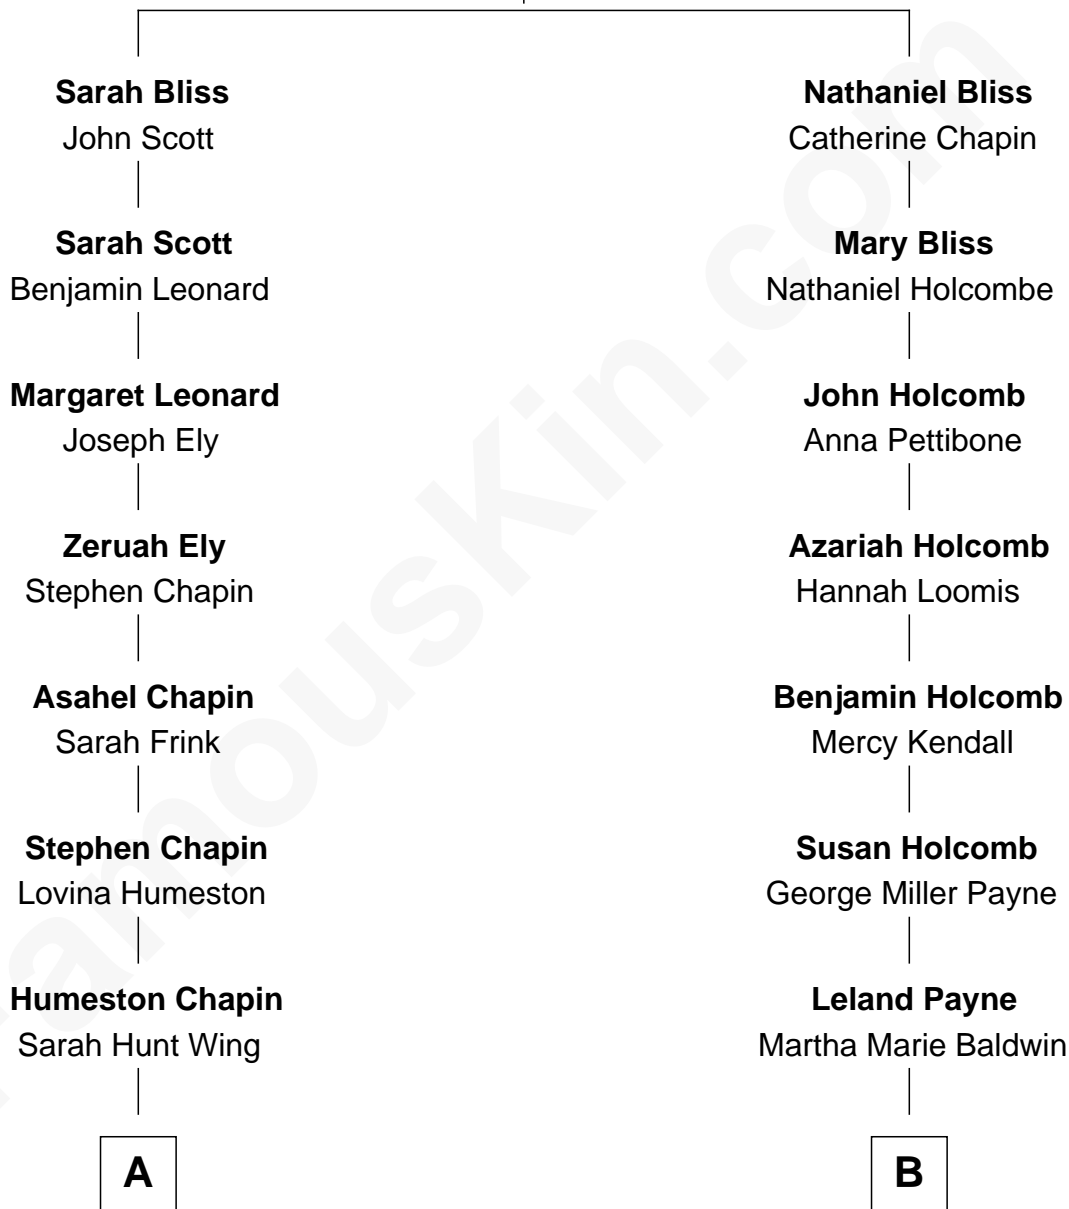 Sarah Bliss
John Scott
Sarah Scott
Benjamin Leonard
Margaret Leonard
Joseph Ely
Zeruah Ely
Stephen Chapin
Asahel Chapin
Sarah Frink
Stephen Chapin
Lovina Humeston
Humeston Chapin
Sarah Hunt Wing
A
Nathaniel Bliss
Catherine Chapin
Mary Bliss
Nathaniel Holcombe
John Holcomb
Anna Pettibone
Azariah Holcomb
Hannah Loomis
Benjamin Holcomb
Mercy Kendall
Susan Holcomb
George Miller Payne
Leland Payne
Martha Marie Baldwin
B
FamousKin.com